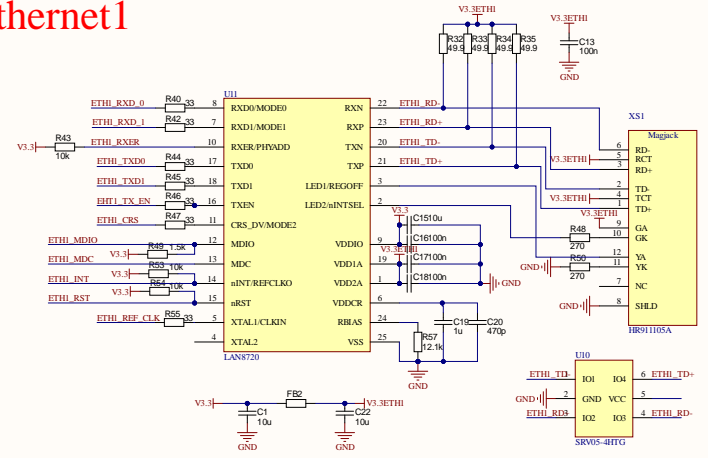 thernet1
V3.3ETH1
R32
49.9
R33
49.9
R34
49.9
R35
49.9
V3.3ETH1
C13
100n
GND
U11
ETH1_RXD_0 R40 33 8 RXD0/MODE0 RXN 22 ETH1_RD-
ETH1_RXD_1 R42 33 7 RXD1/MODE1 RXP 23 ETH1_RD+
V3.3 R43 10k ETH1_RXER 10 RXER/PHYADD TXN 20 ETH1_TD-
ETH1_TXD0 R44 33 17 TXD0 TXP 21 ETH1_TD+
ETH1_TXD1 R45 33 18 TXD1 LED1/REGOFF 3
EHT1_TX_EN R46 33 16 TXEN LED2/nINTSEL 2
ETH1_CRS R47 33 11 CRS_DV/MODE2
ETH1_MDIO 12 MDIO VDDIO 9
V3.3 R49 1.5k
ETH1_MDC 13 MDC VDD1A 19
V3.3 R53 10k
ETH1_INT 14 nINT/REFCLKO VDD2A 1
V3.3 R54 10k
ETH1_RST 15 nRST VDDCR 6
ETH1_REF_CLK R55 33 5 XTAL1/CLKIN RBIAS 24
4 XTAL2 VSS 25
LAN8720
V3.3
C15 10u
C16 100n
V3.3ETH1
C17 100n
C18 100n
GND
R57
12.1k
C19
1u
C20
470p
GND
XS1
Magjack
6 RD-
V3.3ETH1 5 RCT
3 RD+
2 TD-
V3.3ETH1 4 TCT
1 TD+
V3.3ETH1
9 GA
R48 270 10 GK
12 YA
GND R50 270 11 YK
7 NC
GND 8 SHLD
HR911105A
V3.3 FB2 V3.3ETH1
C1
10u
GND
C22
10u
GND
U10
ETH1_TD- IO1 IO4 6 ETH1_TD+
GND 2 GND VCC 5
ETH1_RD3 IO2 IO3 4 ETH1_RD-
SRV05-4HTG